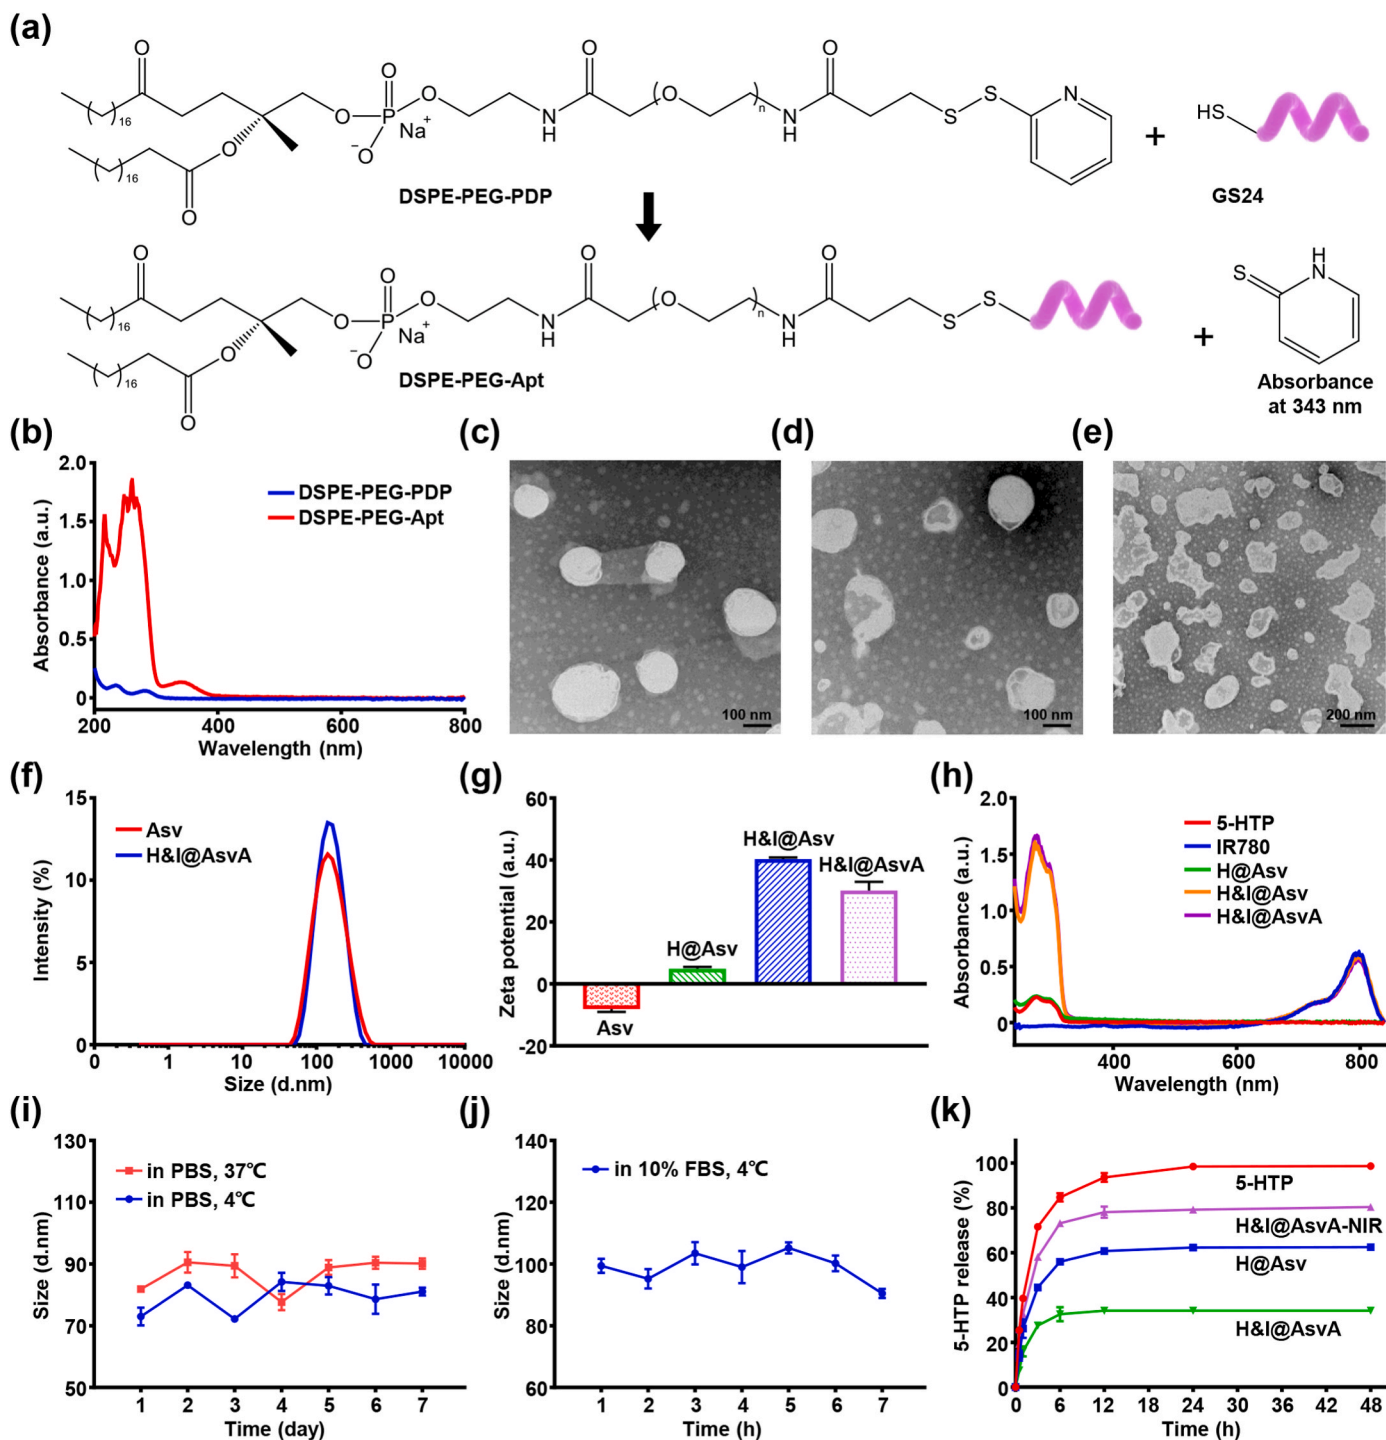 (a)
O
O
O
O
O
O
P
O
O
N
H
O
n
N
H
S
S
N
Na+
−O
16
16
O
O
DSPE-PEG-PDP
+
HS
GS24
O
O
O
O
O
O
P
O
O
N
H
O
n
N
H
S
S
Na+
−O
16
16
O
O
DSPE-PEG-Apt
+
S
H
N
Absorbance
at 343 nm
(b)
2.0
1.5
1.0
0.5
0
Absorbance (a.u.)
DSPE-PEG-PDP
DSPE-PEG-Apt
200 400 600 800
Wavelength (nm)
(c)
100 nm
(d)
100 nm
(e)
200 nm
(f)
15
10
5
0
Intensity (%)
Asv
H&I@AsvA
0 1 10 100 1000 10000
Size (d.nm)
(g)
60
40
20
0
-20
Zeta potential (a.u.)
Asv
H@Asv
H&I@Asv
H&I@AsvA
(h)
2.0
1.5
1.0
0.5
0
Absorbance (a.u.)
5-HTP
IR780
H@Asv
H&I@Asv
H&I@AsvA
400 600 800
Wavelength (nm)
(i)
130
110
90
70
50
Size (d.nm)
in PBS, 37℃
in PBS, 4℃
1 2 3 4 5 6 7
Time (day)
(j)
140
120
100
80
60
Size (d.nm)
in 10% FBS, 4℃
1 2 3 4 5 6 7
Time (h)
(k)
100
80
60
40
20
0
5-HTP release (%)
5-HTP
H&I@AsvA-NIR
H@Asv
H&I@AsvA
0 6 12 18 24 30 36 42 48
Time (h)